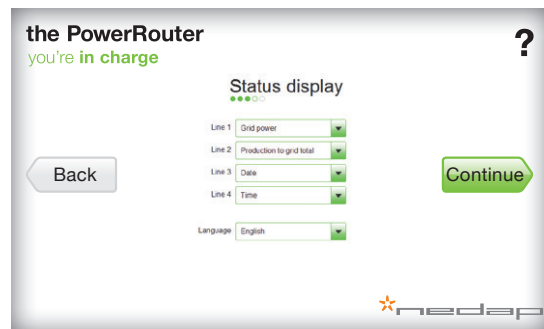 the PowerRouter
?
you're in charge
Status display
Line 1 Grid power
Line 2 Production to grid total
Back
Line 3 Date
Continue
Line 4 Time
Language English
nedap